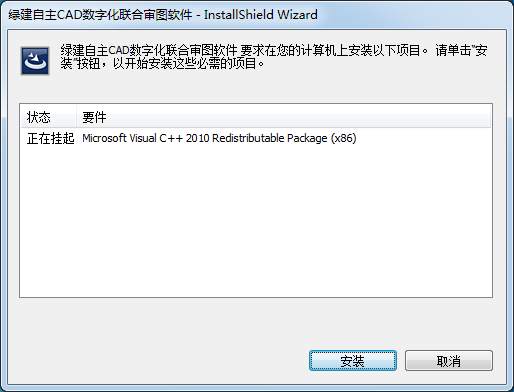 绿建自主CAD数字化联合审图软件 - InstallShield Wizard
绿建自主CAD数字化联合审图软件 要求在您的计算机上安装以下项目。 请单击“安
装”按钮，以开始安装这些必需的项目。
状态 要件
正在挂起 Microsoft Visual C++ 2010 Redistributable Package (x86)
安装 取消